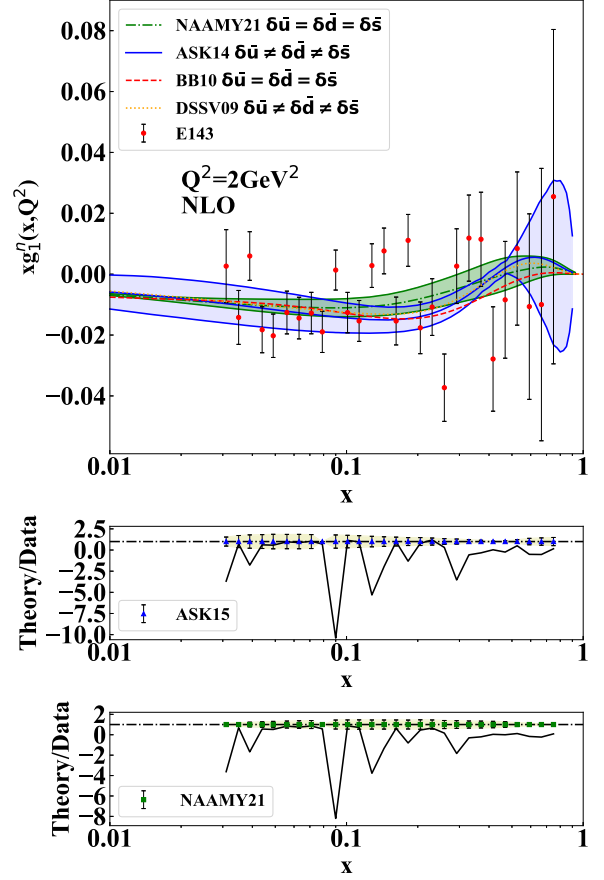 NAAMY21 δū = δd̄ = δs̄
ASK14 δū ≠ δd̄ ≠ δs̄
BB10 δū = δd̄ = δs̄
DSSV09 δū ≠ δd̄ ≠ δs̄
E143
Q²=2GeV²
NLO
0.08
0.06
0.04
0.02
0.00
−0.02
−0.04
xg₁ⁿ(x,Q²)
0.01
0.1
1
x
2.5
0.0
−2.5
−5.0
−7.5
−10.0
Theory/Data
ASK15
0.01
0.1
1
x
2
0
−2
−4
−6
−8
Theory/Data
NAAMY21
0.01
0.1
1
x